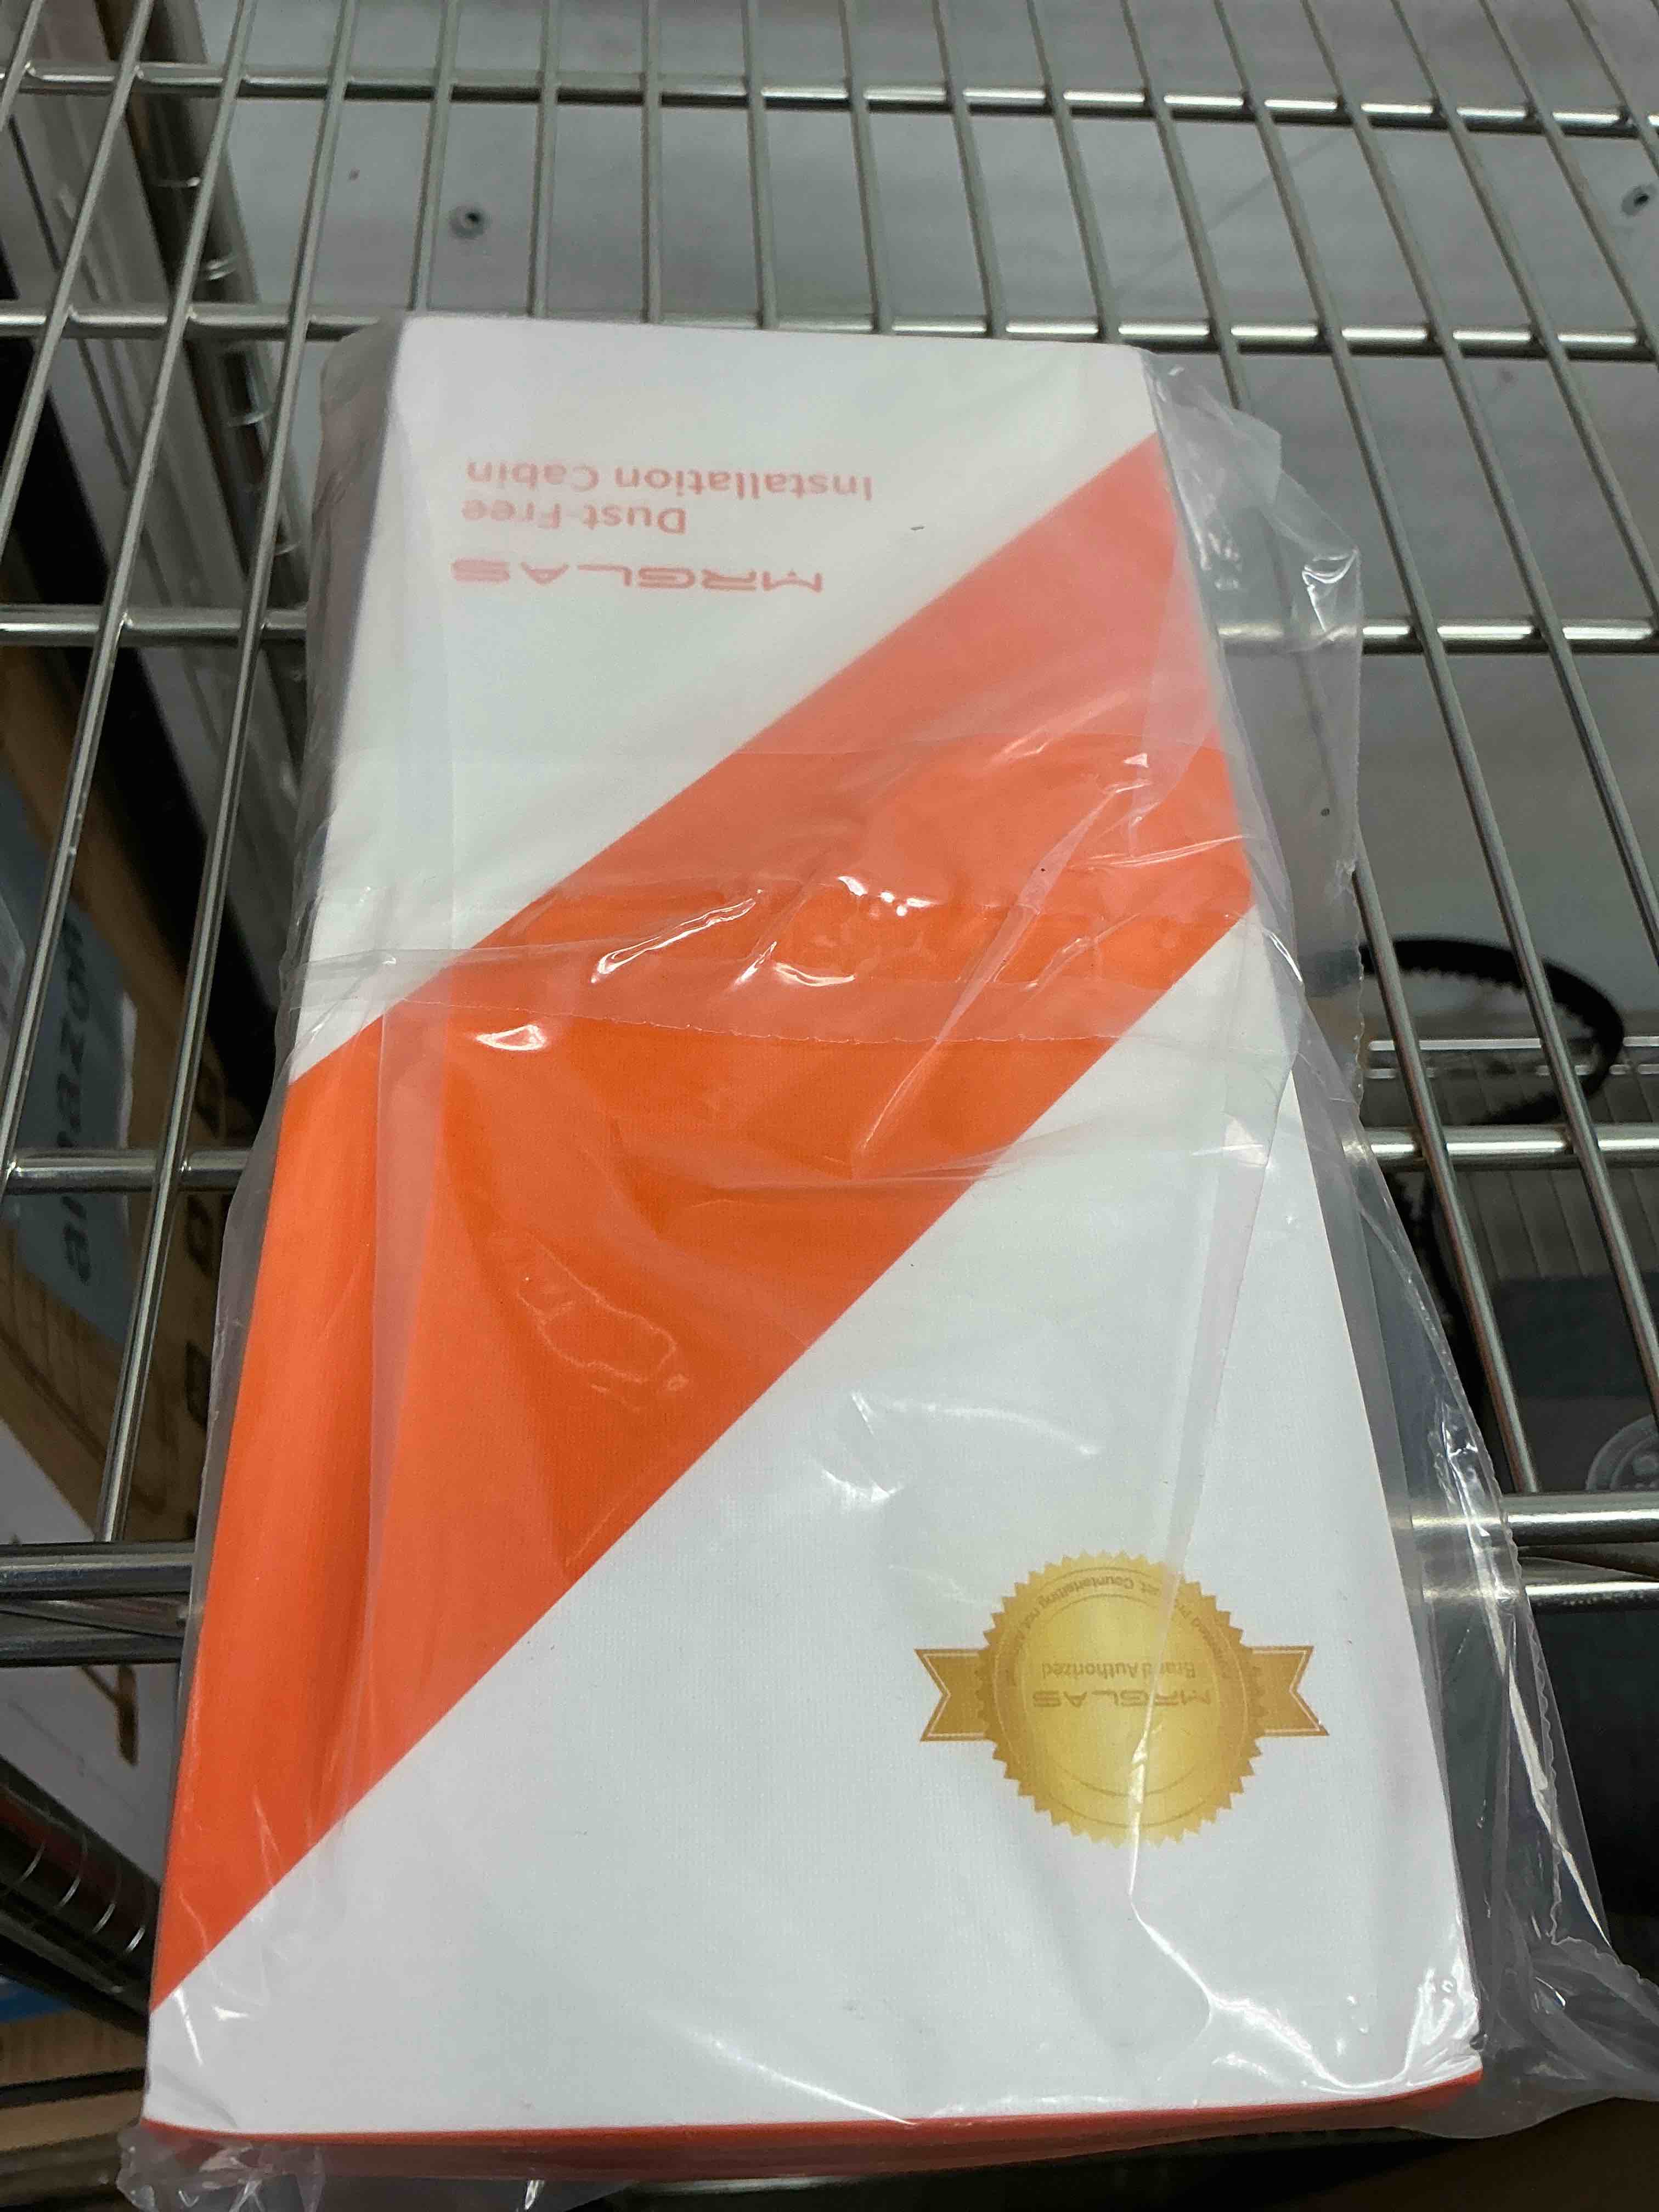 MRGLAS
Dust-Free
Installation Cabin
MRGLAS
Brand Authorized